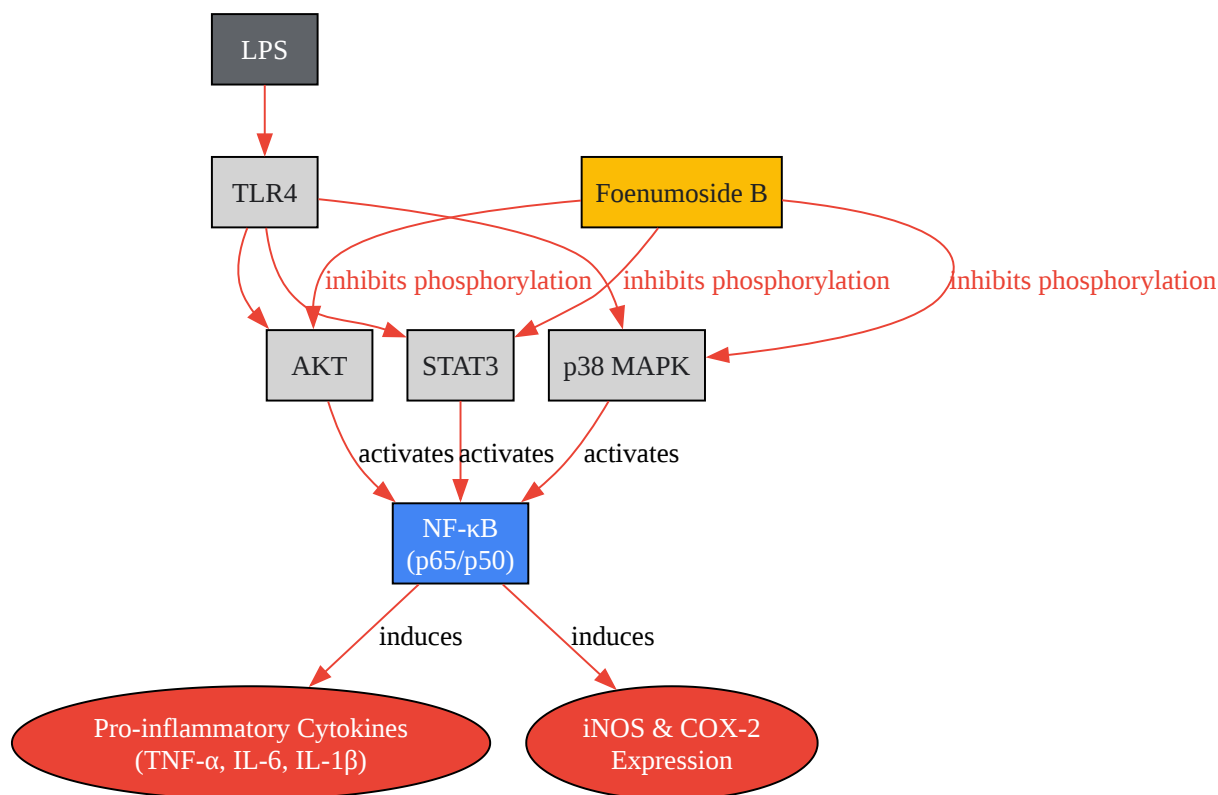 LPS
TLR4
Foenumoside B
inhibits phosphorylation
inhibits phosphorylation
inhibits phosphorylation
AKT
STAT3
p38 MAPK
activates
activates
activates
NF-κB
(p65/p50)
induces
induces
Pro-inflammatory Cytokines
(TNF-α, IL-6, IL-1β)
iNOS & COX-2
Expression